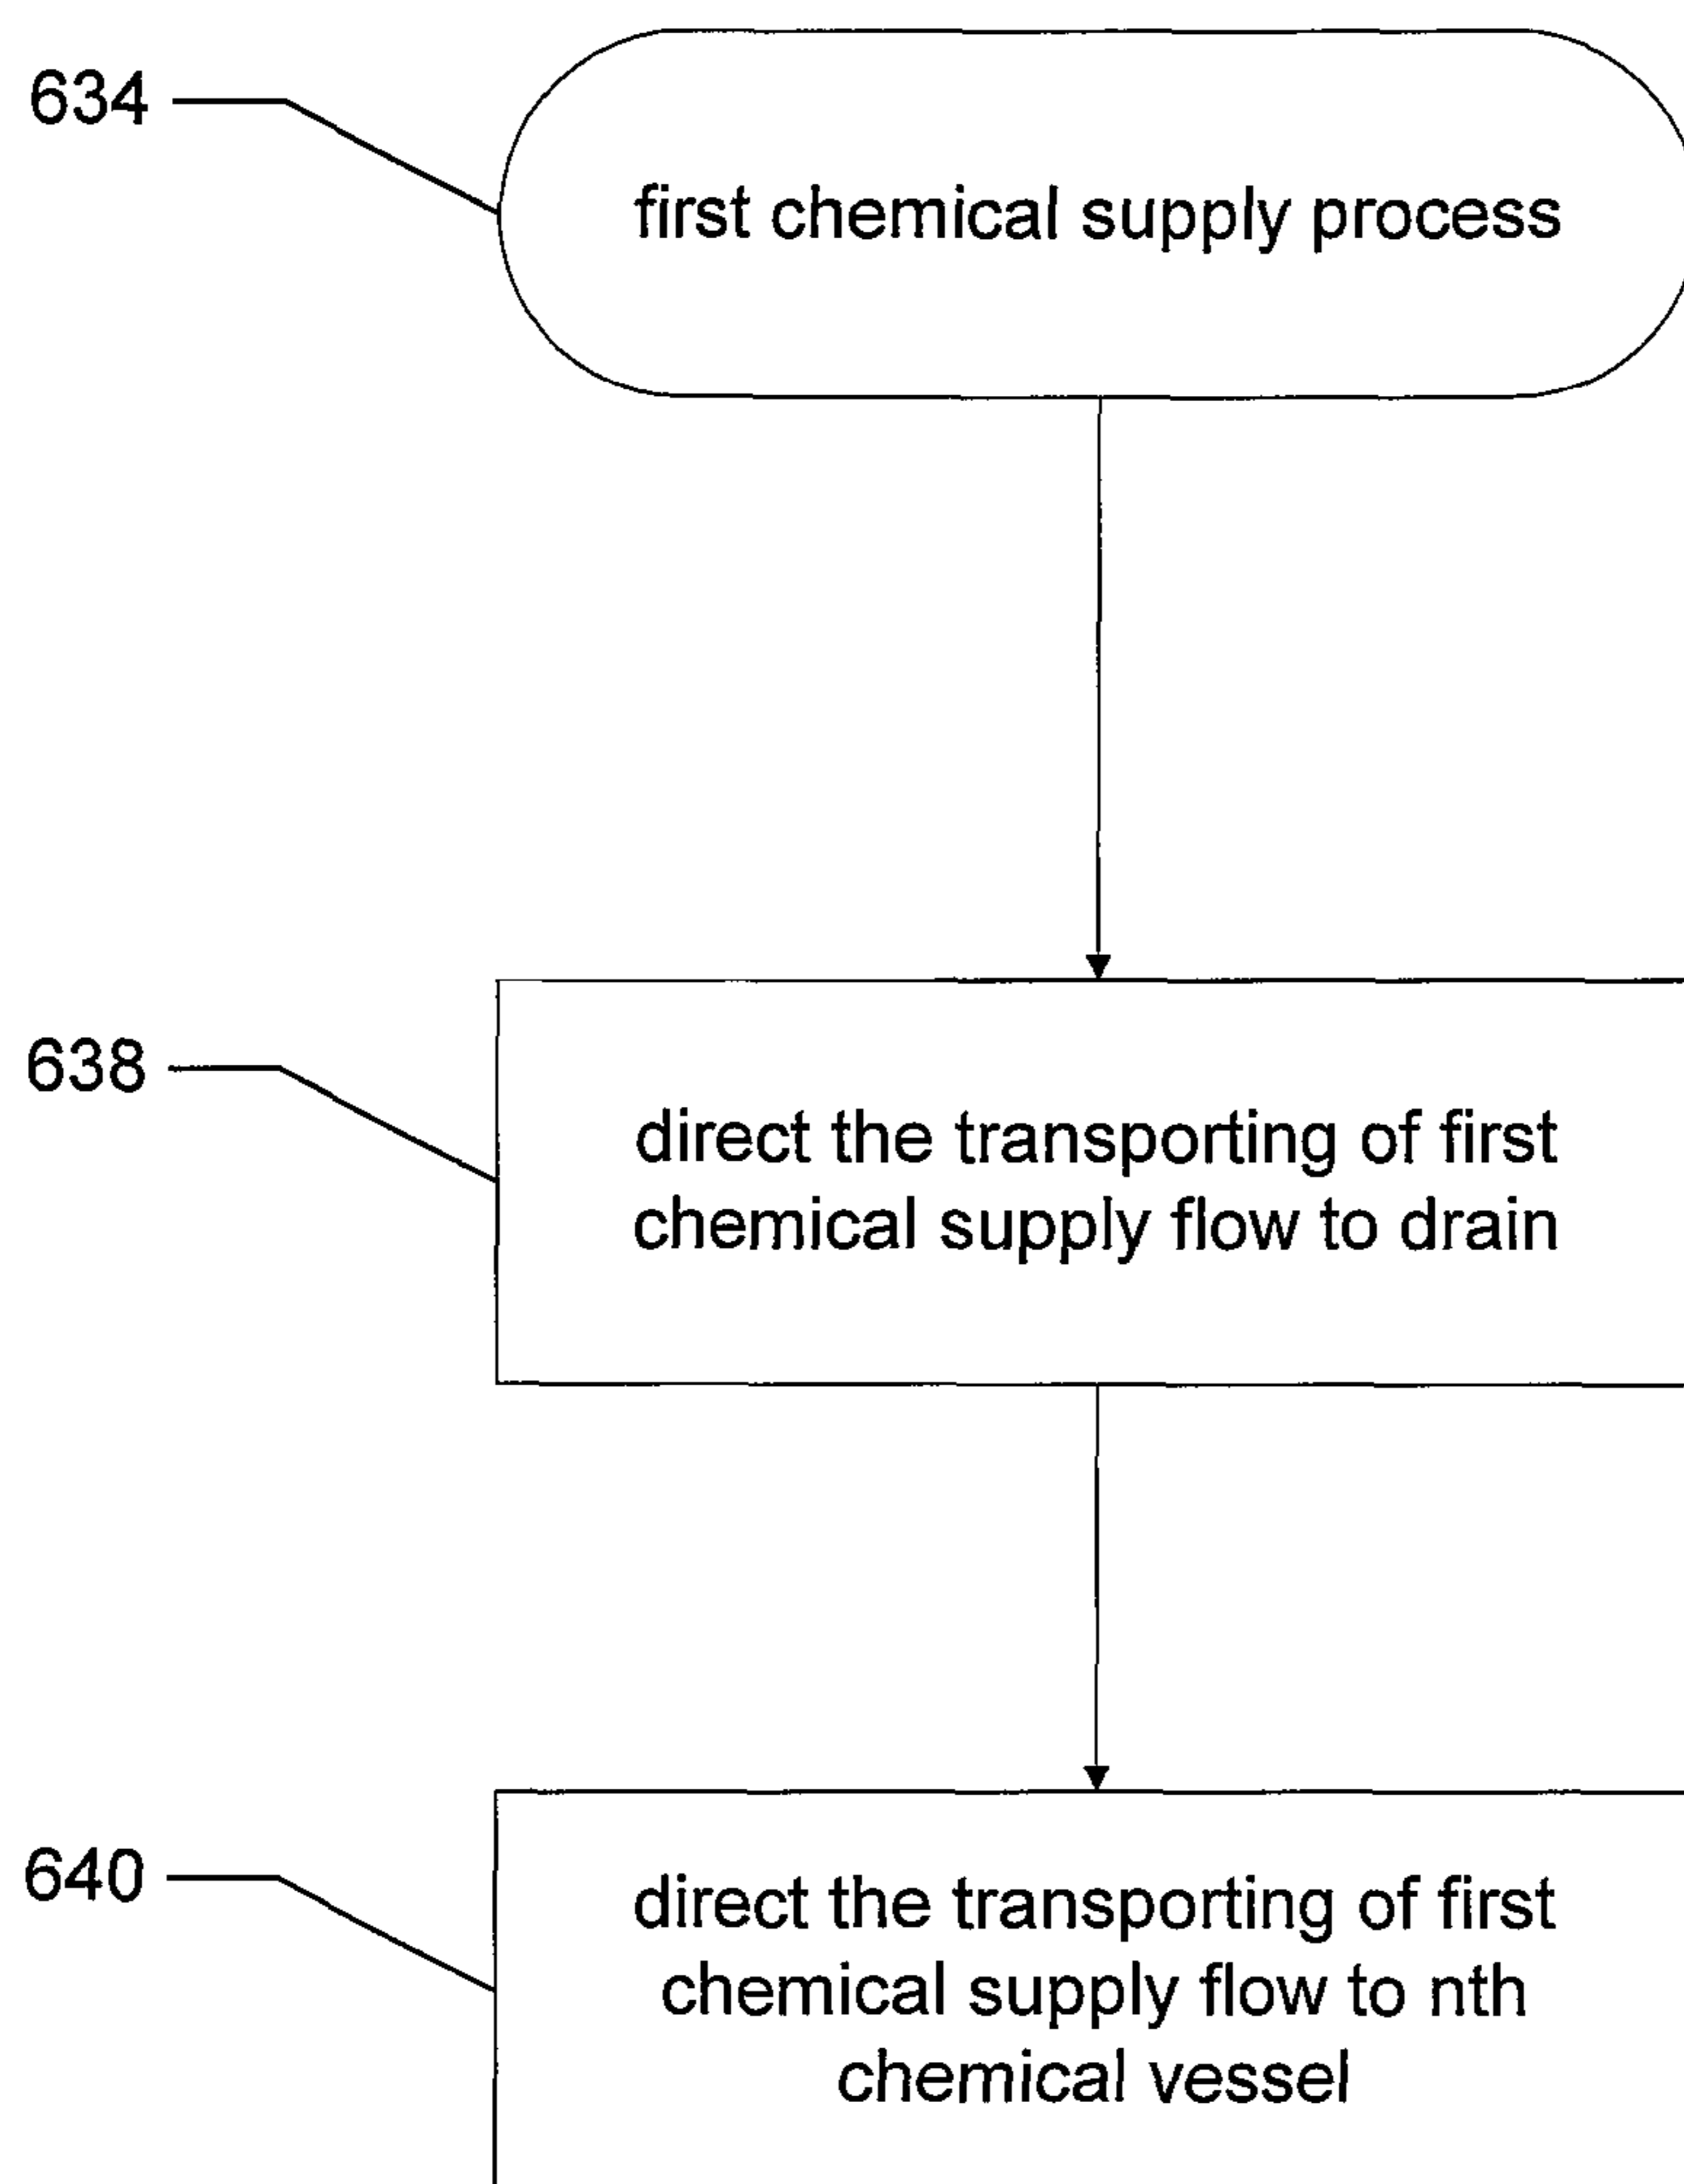 634
first chemical supply process
638
direct the transporting of first
chemical supply flow to drain
640
direct the transporting of first
chemical supply flow to nth
chemical vessel